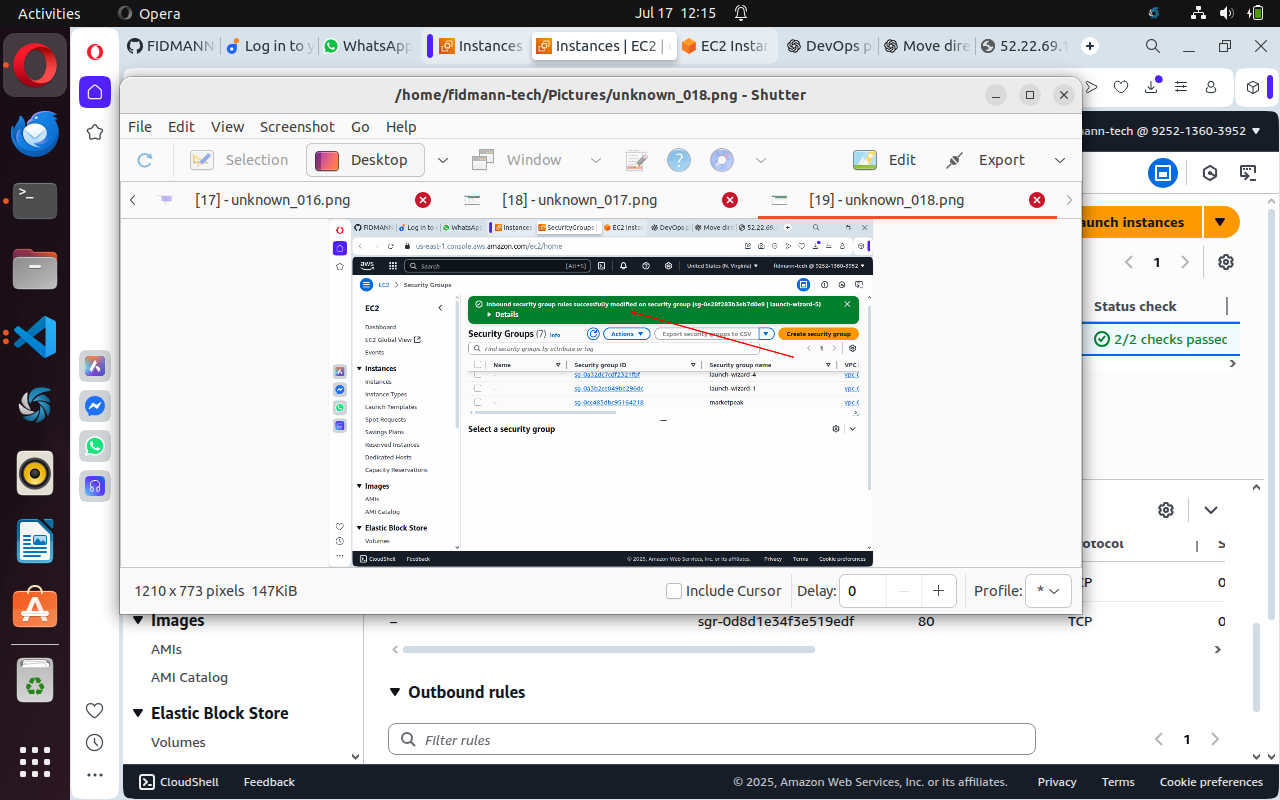 Activities
Opera
Jul 17 12:15
FIDMANN
Log in to y
WhatsApp
Instances
Instances | EC2 |
EC2 Instan
DevOps p
Move dire
52.22.69.1
/home/fidmann-tech/Pictures/unknown_018.png - Shutter
mann-tech @ 9252-1360-3952
File Edit View Screenshot Go Help
Selection
Desktop
Window
Edit
Export
[17] - unknown_016.png
[18] - unknown_017.png
[19] - unknown_018.png
aunch instances
1
Status check
2/2 checks passed
FIDMANN
Log in to
WhatsApp
Instances
SecurityGroups
EC2 Instan
DevOps p
Move dire
52.22.69.
us-east-1.console.aws.amazon.com/ec2/home
aws
Search
[Alt+S]
United States (N. Virginia)
fidmann-tech @ 9252-1360-3952
EC2 > Security Groups
EC2
Dashboard
EC2 Global View
Events
Instances
Instances
Instance Types
Launch Templates
Spot Requests
Savings Plans
Reserved Instances
Dedicated Hosts
Capacity Reservations
Images
AMIs
AMI Catalog
Elastic Block Store
Volumes
Inbound security group rules successfully modified on security group (sg-0e28f283b3eb7d0e9 | launch-wizard-5)
Details
Security Groups (7) Info
Actions
Export security groups to CSV
Create security group
Find security groups by attribute or tag
1
Name
Security group ID
Security group name
VPC I
sg-0a32dc7cdf2321fbf
launch-wizard-4
vpc-0
sg-0a3b2cc049be296dc
launch-wizard-1
vpc-0
sg-0cc485dbc95164218
marketpeak
vpc-0
Select a security group
CloudShell
Feedback
© 2025, Amazon Web Services, Inc. or its affiliates.
Privacy
Terms
Cookie preferences
1210 x 773 pixels 147KiB
Include Cursor
Delay: 0
Profile: *
otocol
S
CP
0
– sgr-0d8d1e34f3e519edf 80 TCP 0
Images
AMIs
AMI Catalog
Elastic Block Store
Volumes
Outbound rules
Filter rules
1
CloudShell
Feedback
© 2025, Amazon Web Services, Inc. or its affiliates.
Privacy
Terms
Cookie preferences